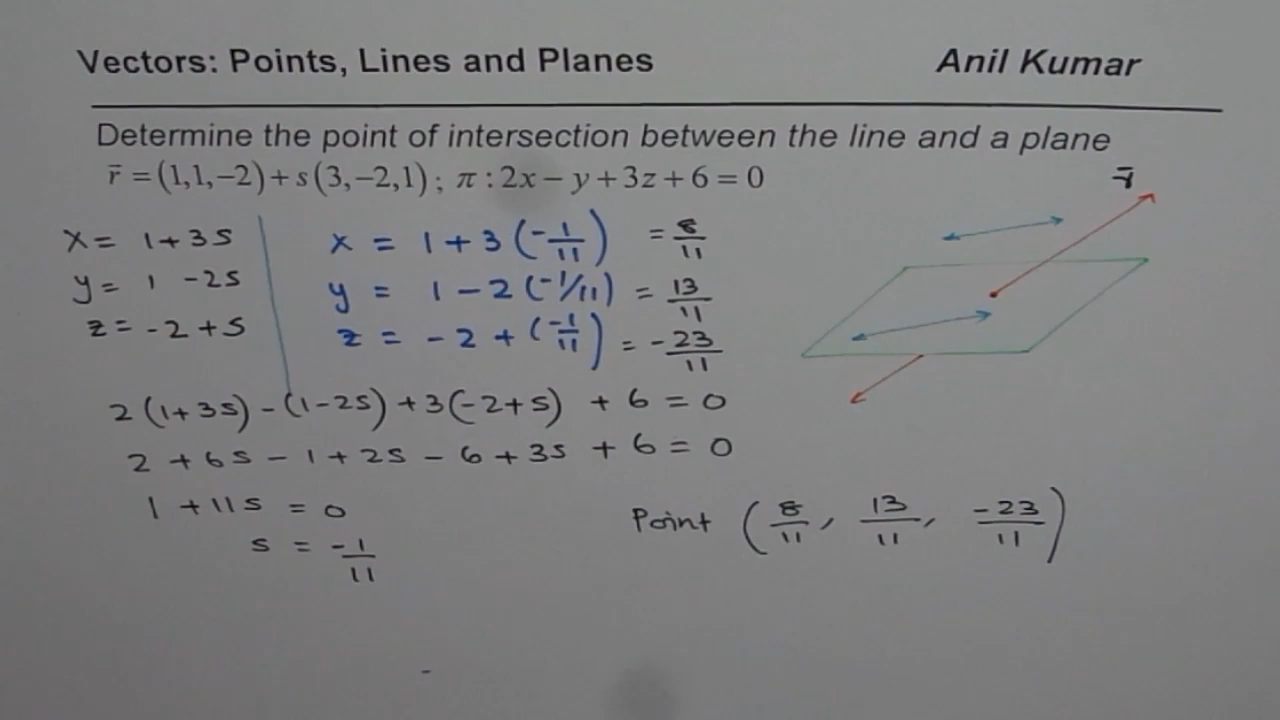 Vectors: Points, Lines and Planes Anil Kumar
Determine the point of intersection between the line and a plane
r̄ = (1,1,−2) + s(3,−2,1) ; π : 2x − y + 3z + 6 = 0
r̄
x = 1 + 3s
y = 1 - 2s
z = -2 + s
x = 1 + 3 (-1/11) = 8/11
y = 1 - 2 (-1/11) = 13/11
z = -2 + (-1/11) = -23/11
2(1+3s) - (1-2s) + 3(-2+s) + 6 = 0
2 + 6s - 1 + 2s - 6 + 3s + 6 = 0
1 + 11s = 0
s = -1/11
Point (8/11, 13/11, -23/11)